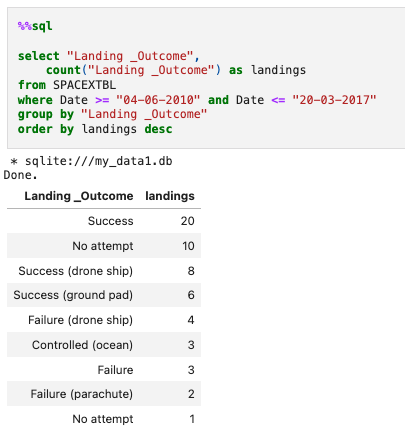 %%sql
select "Landing _Outcome",
count("Landing _Outcome") as landings
from SPACEXTBL
where Date >= "04-06-2010" and Date <= "20-03-2017"
group by "Landing _Outcome"
order by landings desc
* sqlite:///my_data1.db
Done.
Landing _Outcome landings
Success 20
No attempt 10
Success (drone ship) 8
Success (ground pad) 6
Failure (drone ship) 4
Controlled (ocean) 3
Failure 3
Failure (parachute) 2
No attempt 1